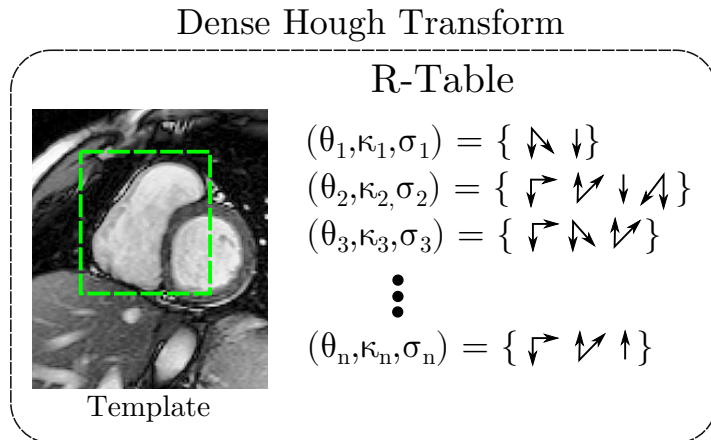 Dense Hough Transform
R-Table
(θ₁,κ₁,σ₁) = { }
(θ₂,κ₂,σ₂) = { }
(θ₃,κ₃,σ₃) = { }
(θₙ,κₙ,σₙ) = { }
Template